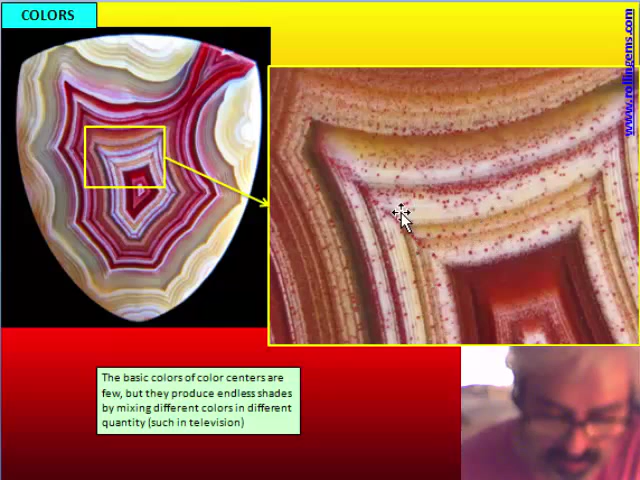 COLORS
www.rollingems.com
The basic colors of color centers are
few, but they produce endless shades
by mixing different colors in different
quantity (such in television)